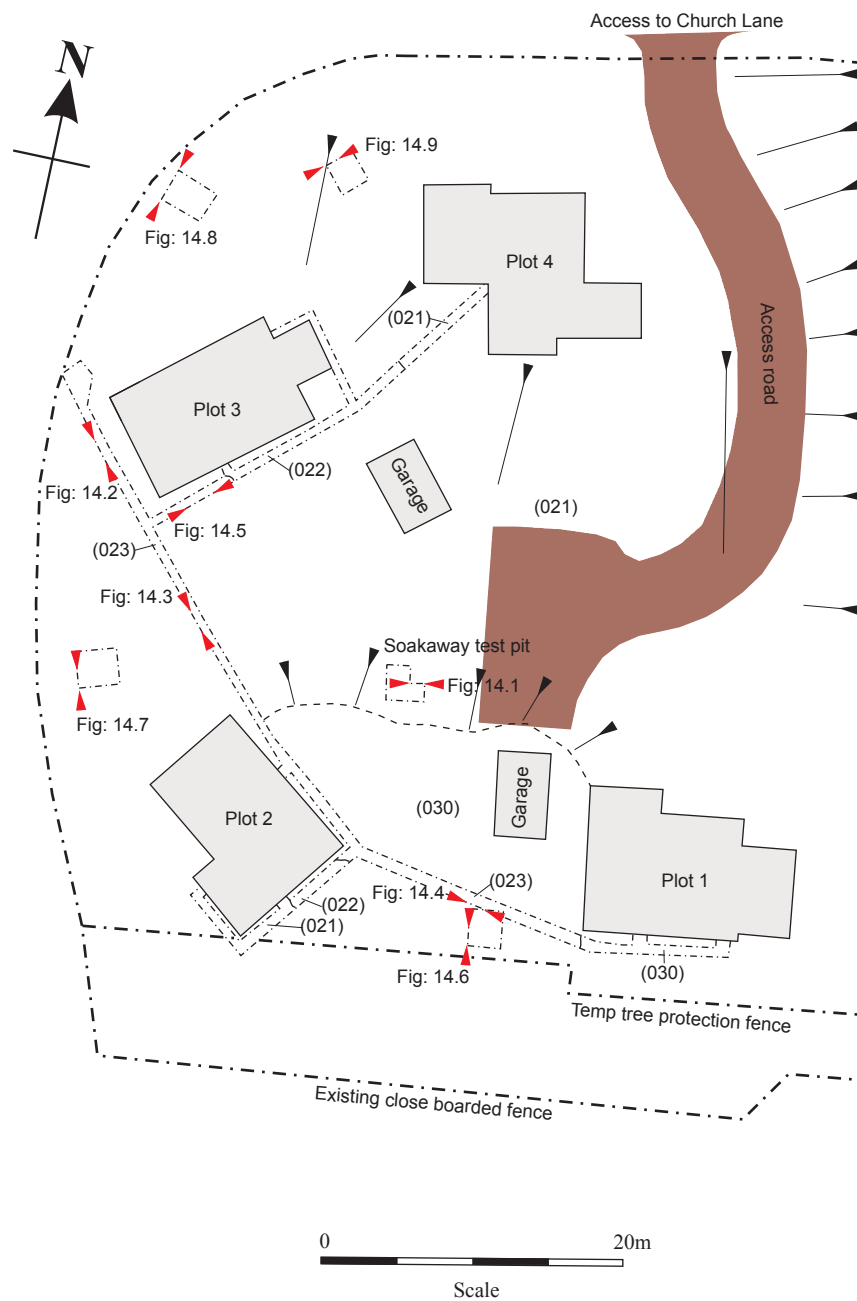 Access to Church Lane
N
Fig: 14.9
Fig: 14.8
Plot 4
(021)
Access road
Plot 3
(022)
Garage
Fig: 14.2
(021)
Fig: 14.5
(023)
Fig: 14.3
Soakaway test pit
Fig: 14.1
Fig: 14.7
Garage
(030)
Plot 2
Plot 1
(023)
Fig: 14.4
(022)
(021)
Fig: 14.6
(030)
Temp tree protection fence
Existing close boarded fence
0
20m
Scale